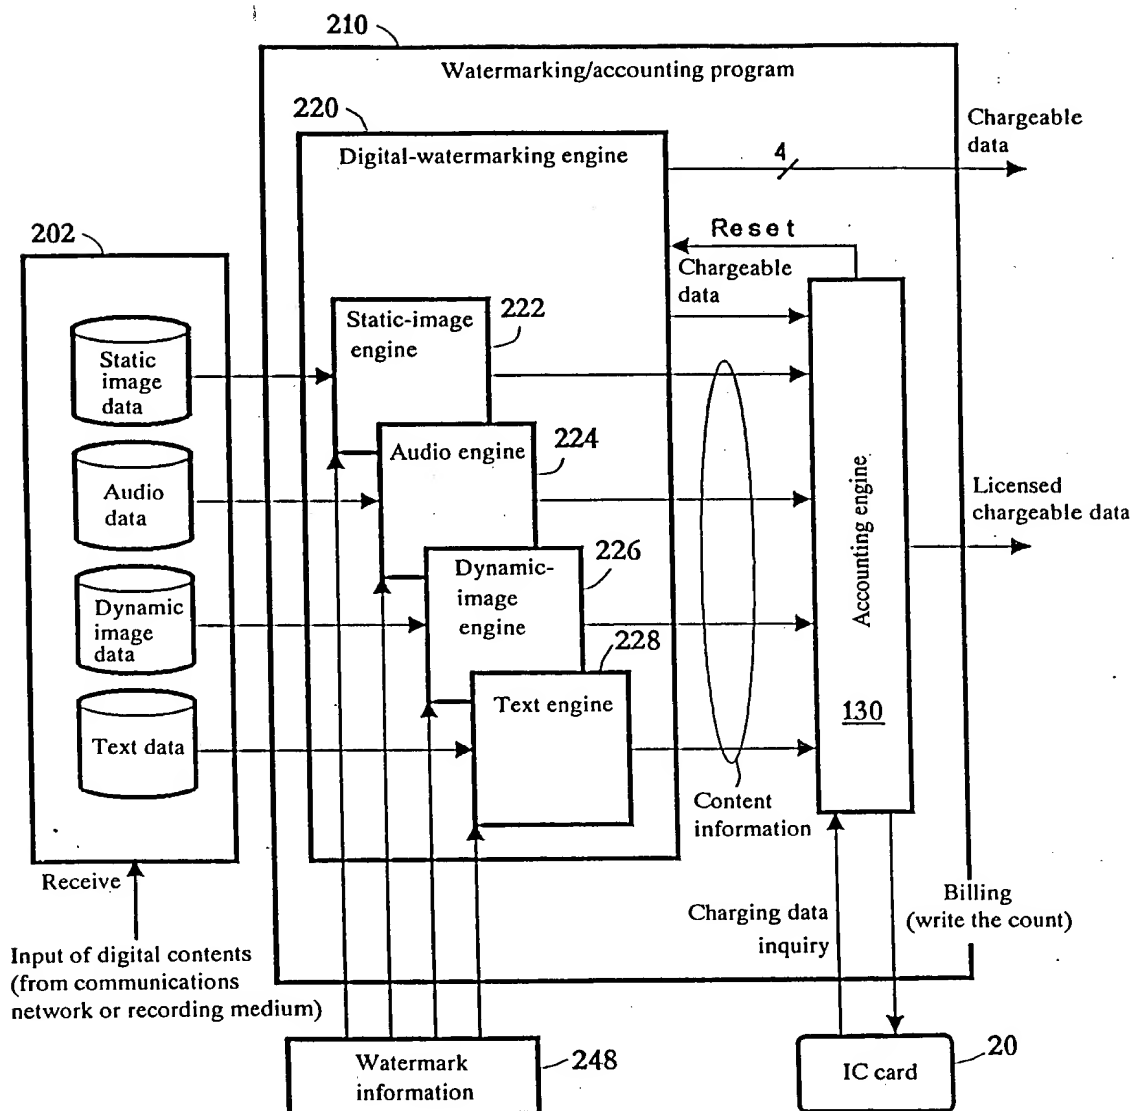 210
Watermarking/accounting program
220
Digital-watermarking engine
4
Chargeable
data
202
Reset
Chargeable
data
Static-image
engine
222
Static
image
data
Audio engine
224
Audio
data
Accounting engine
130
Licensed
chargeable data
Dynamic-
image
engine
226
Dynamic
image
data
Text engine
228
Text data
Content
information
Receive
Charging data
inquiry
Billing
(write the count)
Input of digital contents
(from communications
network or recording medium)
Watermark
information
248
IC card
20